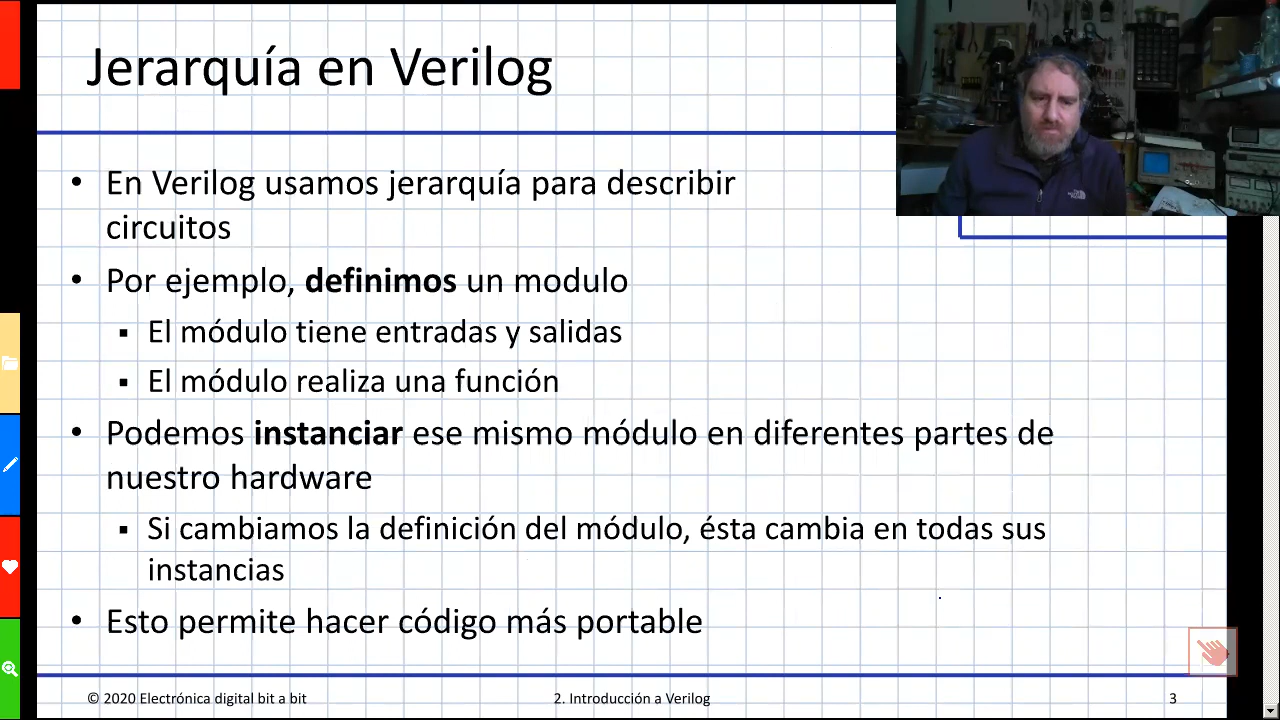 Jerarquía en Verilog
• En Verilog usamos jerarquía para describir
circuitos
• Por ejemplo, definimos un modulo
▪ El módulo tiene entradas y salidas
▪ El módulo realiza una función
• Podemos instanciar ese mismo módulo en diferentes partes de
nuestro hardware
▪ Si cambiamos la definición del módulo, ésta cambia en todas sus
instancias
• Esto permite hacer código más portable
© 2020 Electrónica digital bit a bit
2. Introducción a Verilog
3